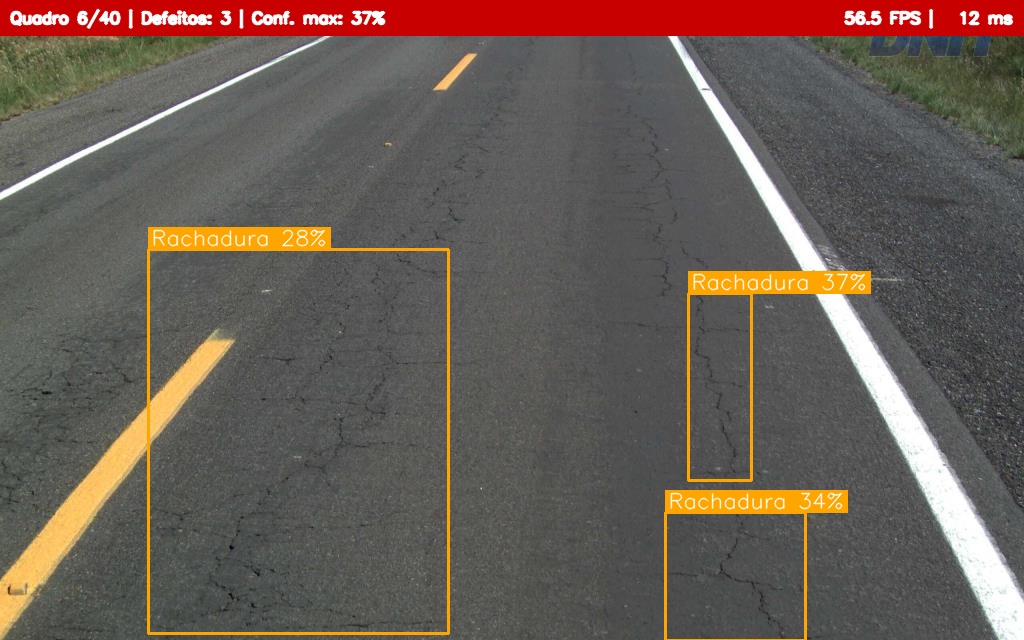 Quadro 6/40 | Defeitos: 3 | Conf. max: 37%
56.5 FPS | 12 ms
DNIT
Rachadura 28%
Rachadura 37%
Rachadura 34%